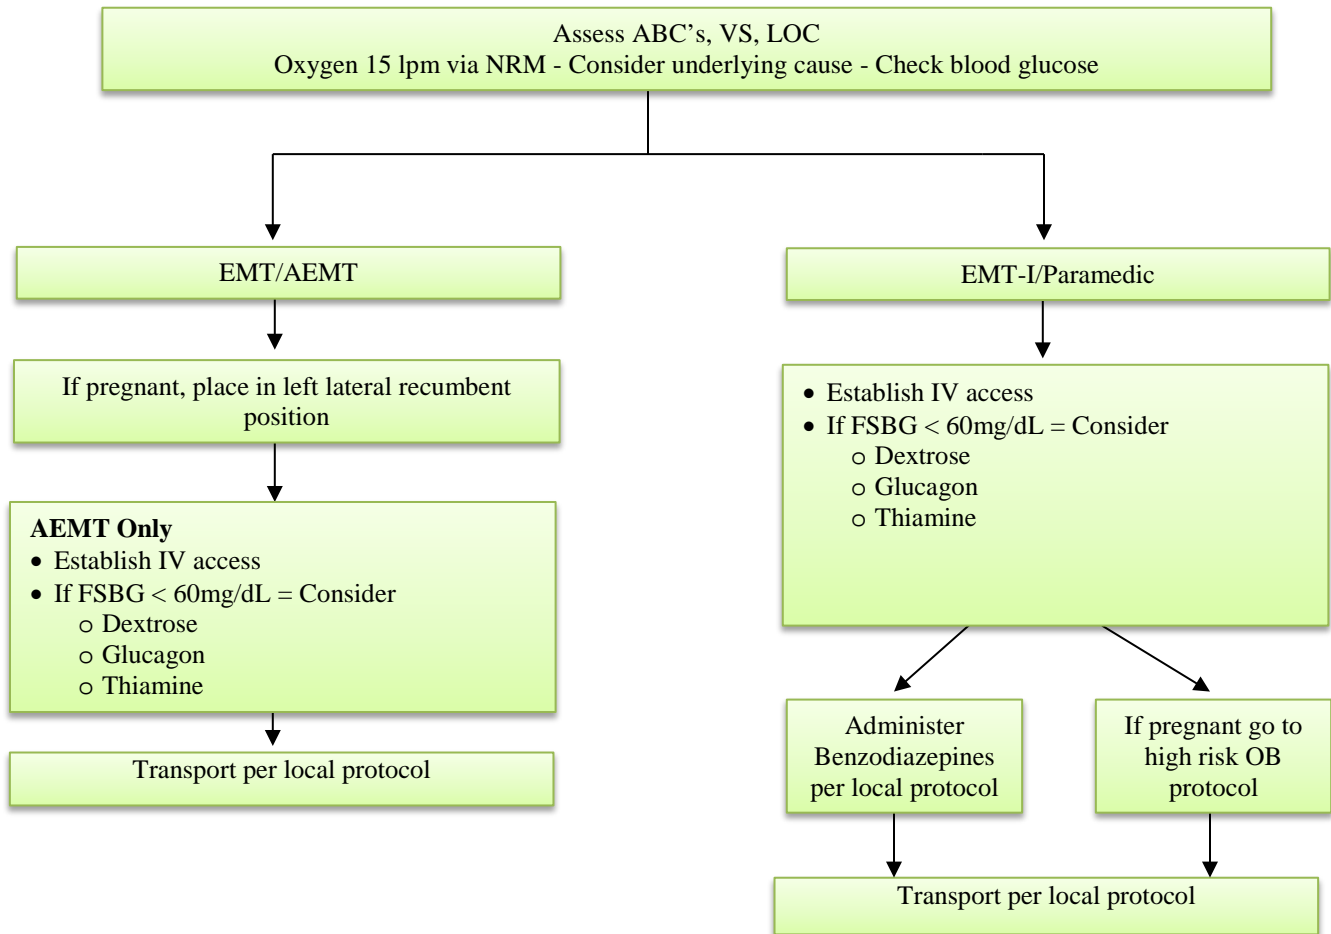 Assess ABC’s, VS, LOC
Oxygen 15 lpm via NRM - Consider underlying cause - Check blood glucose
EMT/AEMT
If pregnant, place in left lateral recumbent
position
AEMT Only
• Establish IV access
• If FSBG < 60mg/dL = Consider
o Dextrose
o Glucagon
o Thiamine
Transport per local protocol
EMT-I/Paramedic
• Establish IV access
• If FSBG < 60mg/dL = Consider
o Dextrose
o Glucagon
o Thiamine
Administer
Benzodiazepines
per local protocol
If pregnant go to
high risk OB
protocol
Transport per local protocol